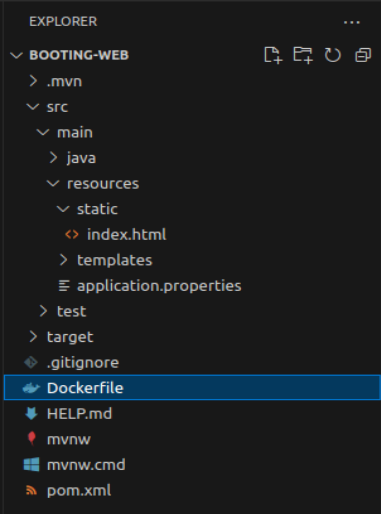 EXPLORER
BOOTING-WEB
.mvn
src
main
java
resources
static
index.html
templates
application.properties
test
target
.gitignore
Dockerfile
HELP.md
mvnw
mvnw.cmd
pom.xml